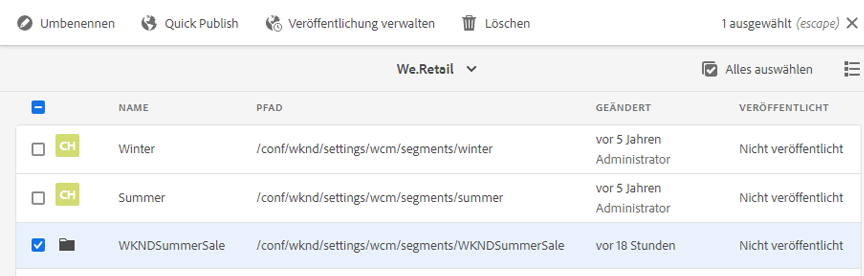 Umbenennen Quick Publish Veröffentlichung verwalten Löschen 1 ausgewählt (escape)
We.Retail Alles auswählen
NAME PFAD GEÄNDERT VERÖFFENTLICHT
CH Winter /conf/wknd/settings/wcm/segments/winter vor 5 Jahren Nicht veröffentlicht
Administrator
CH Summer /conf/wknd/settings/wcm/segments/summer vor 5 Jahren Nicht veröffentlicht
Administrator
WKNDSummerSale /conf/wknd/settings/wcm/segments/WKNDSummerSale vor 18 Stunden Nicht veröffentlicht